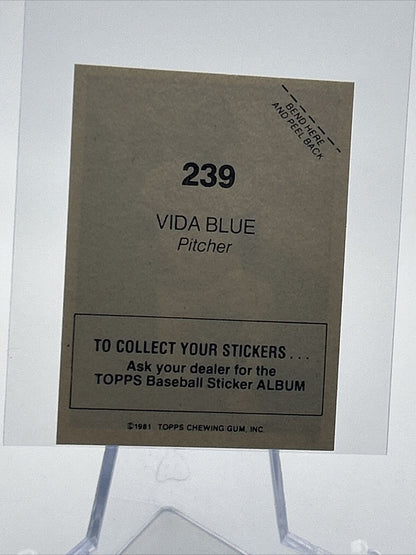 BEND HERE
AND PEEL BACK
239
VIDA BLUE
Pitcher
TO COLLECT YOUR STICKERS...
Ask your dealer for the
TOPPS Baseball Sticker ALBUM
©1981 TOPPS CHEWING GUM, INC.